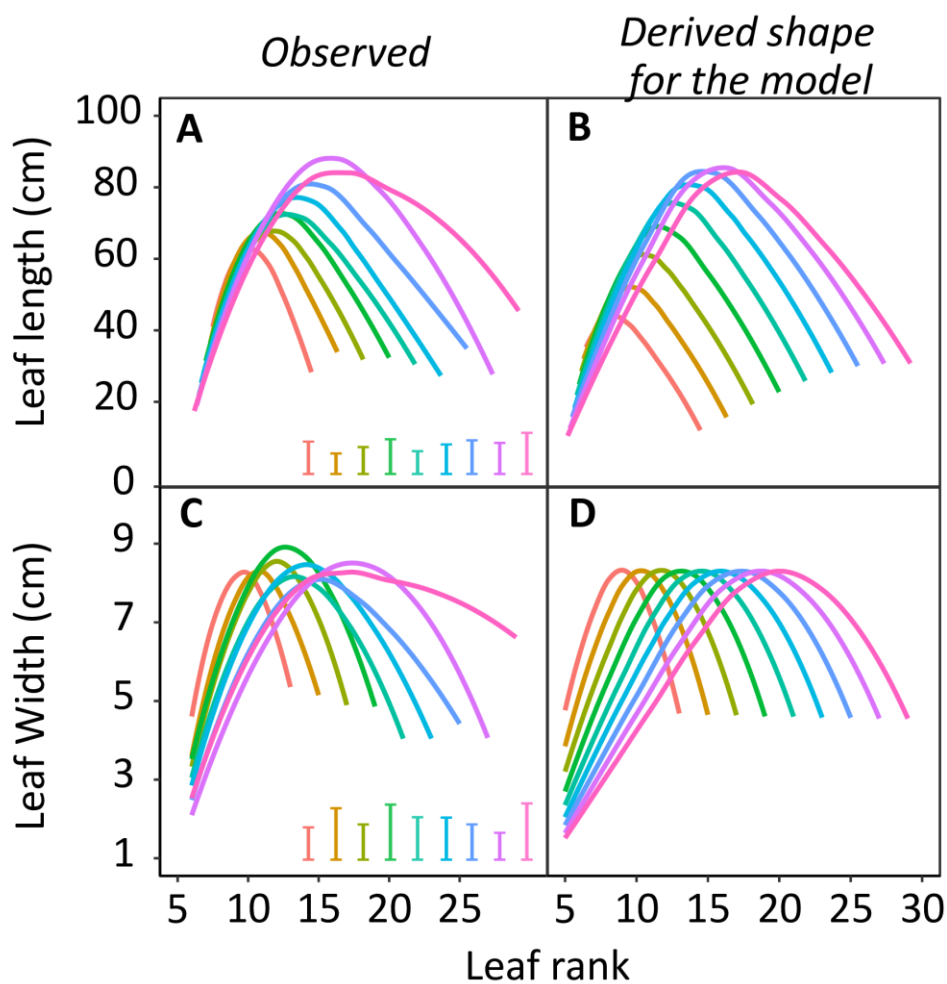 Observed
Derived shape
for the model
Leaf length (cm)
100
80
60
40
20
0
A
B
Leaf Width (cm)
9
7
5
3
1
C
D
5 10 15 20 25
5 10 15 20 25 30
Leaf rank